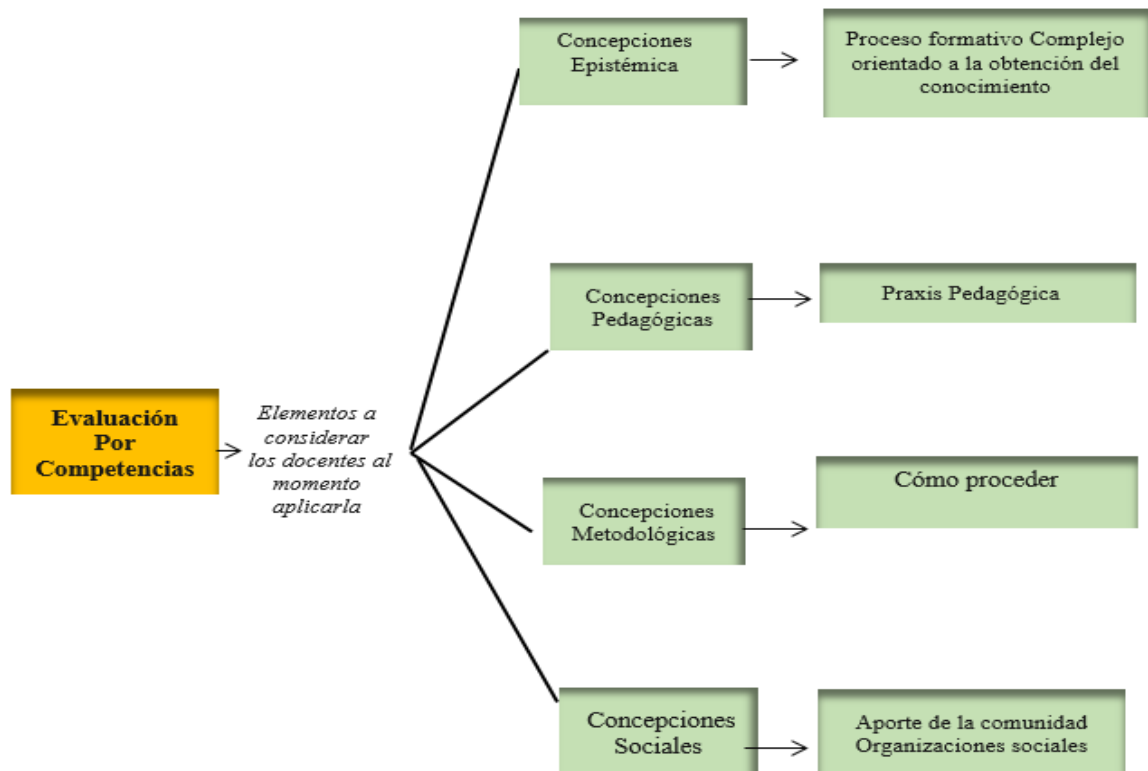 Concepciones
Epistémica
Proceso formativo Complejo
orientado a la obtención del
conocimiento
Concepciones
Pedagógicas
Praxis Pedagógica
Evaluación
Por
Competencias
Elementos a
considerar
los docentes al
momento
aplicarla
Concepciones
Metodológicas
Cómo proceder
Concepciones
Sociales
Aporte de la comunidad
Organizaciones sociales